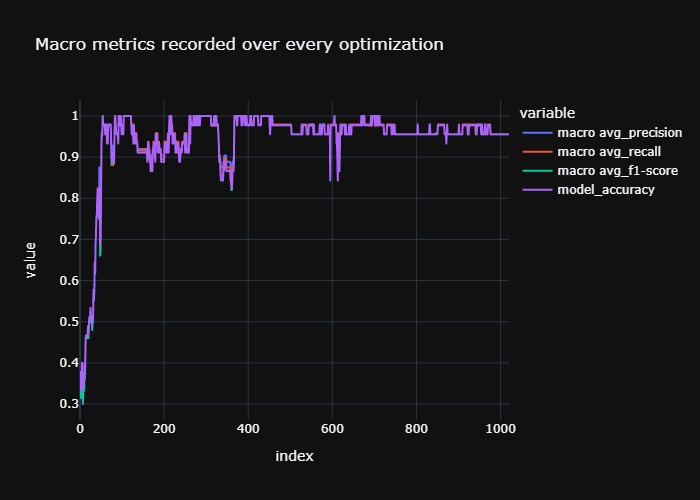 Macro metrics recorded over every optimization
variable
macro avg_precision
macro avg_recall
macro avg_f1-score
model_accuracy
value
1
0.9
0.8
0.7
0.6
0.5
0.4
0.3
0 200 400 600 800 1000
index